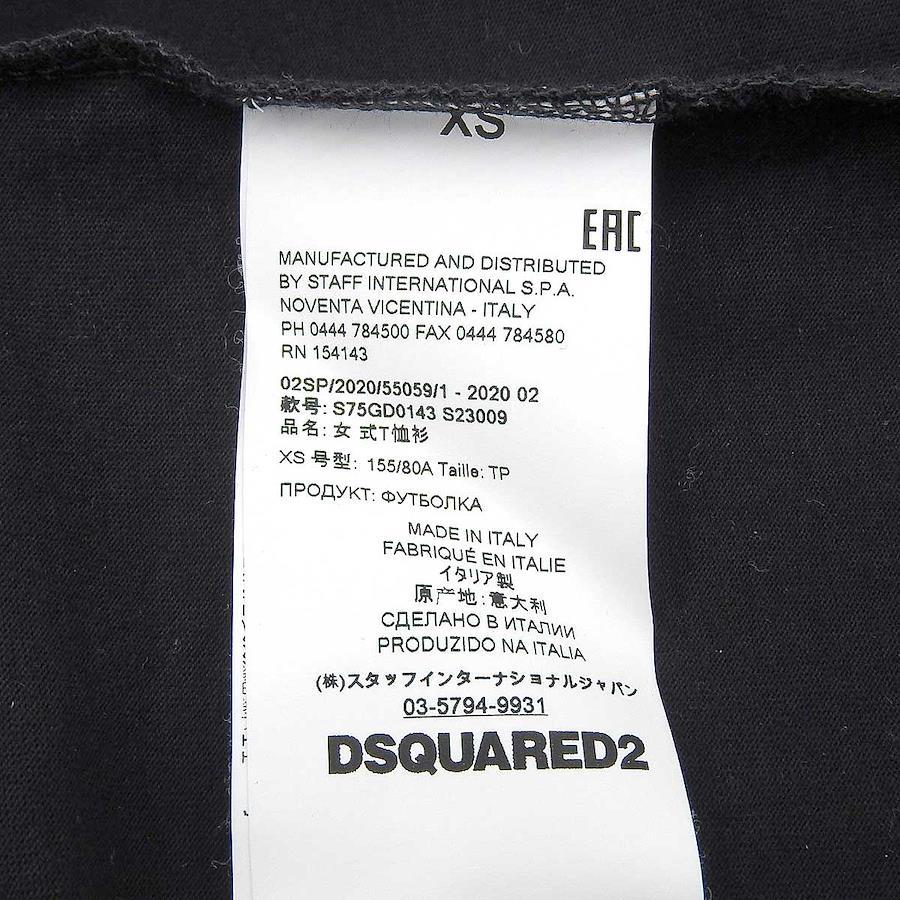 XS
EAC
MANUFACTURED AND DISTRIBUTED
BY STAFF INTERNATIONAL S.P.A.
NOVENTA VICENTINA - ITALY
PH 0444 784500 FAX 0444 784580
RN 154143
02SP/2020/55059/1 - 2020 02
款号: S75GD0143 S23009
品名: 女 式T恤衫
XS 号型: 155/80A Taille: TP
ПРОДУКТ: ФУТБОЛКА
MADE IN ITALY
FABRIQUÉ EN ITALIE
イタリア製
原产地: 意大利
СДЕЛАНО В ИТАЛИИ
PRODUZIDO NA ITALIA
(株)スタッフインターナショナルジャパン
03-5794-9931
DSQUARED2